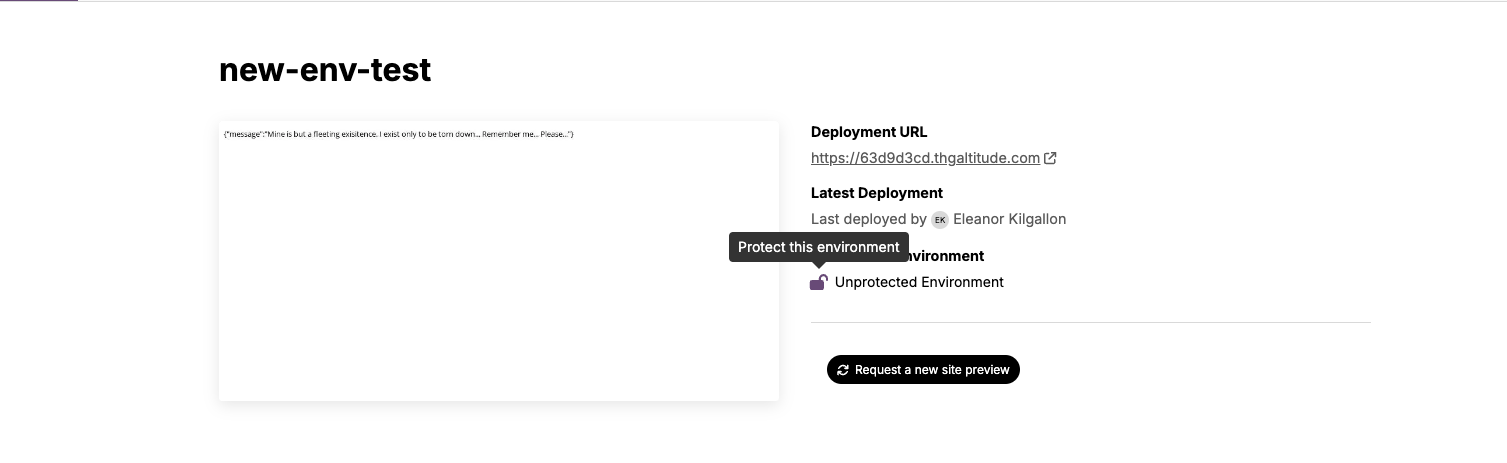 new-env-test
{"message":"Mine is but a fleeting exisitence. I exist only to be torn down... Remember me... Please..."}
Deployment URL
https://63d9d3cd.thgaltitude.com
Latest Deployment
Last deployed by EK Eleanor Kilgallon
Protect this environment
Unprotected Environment
Request a new site preview